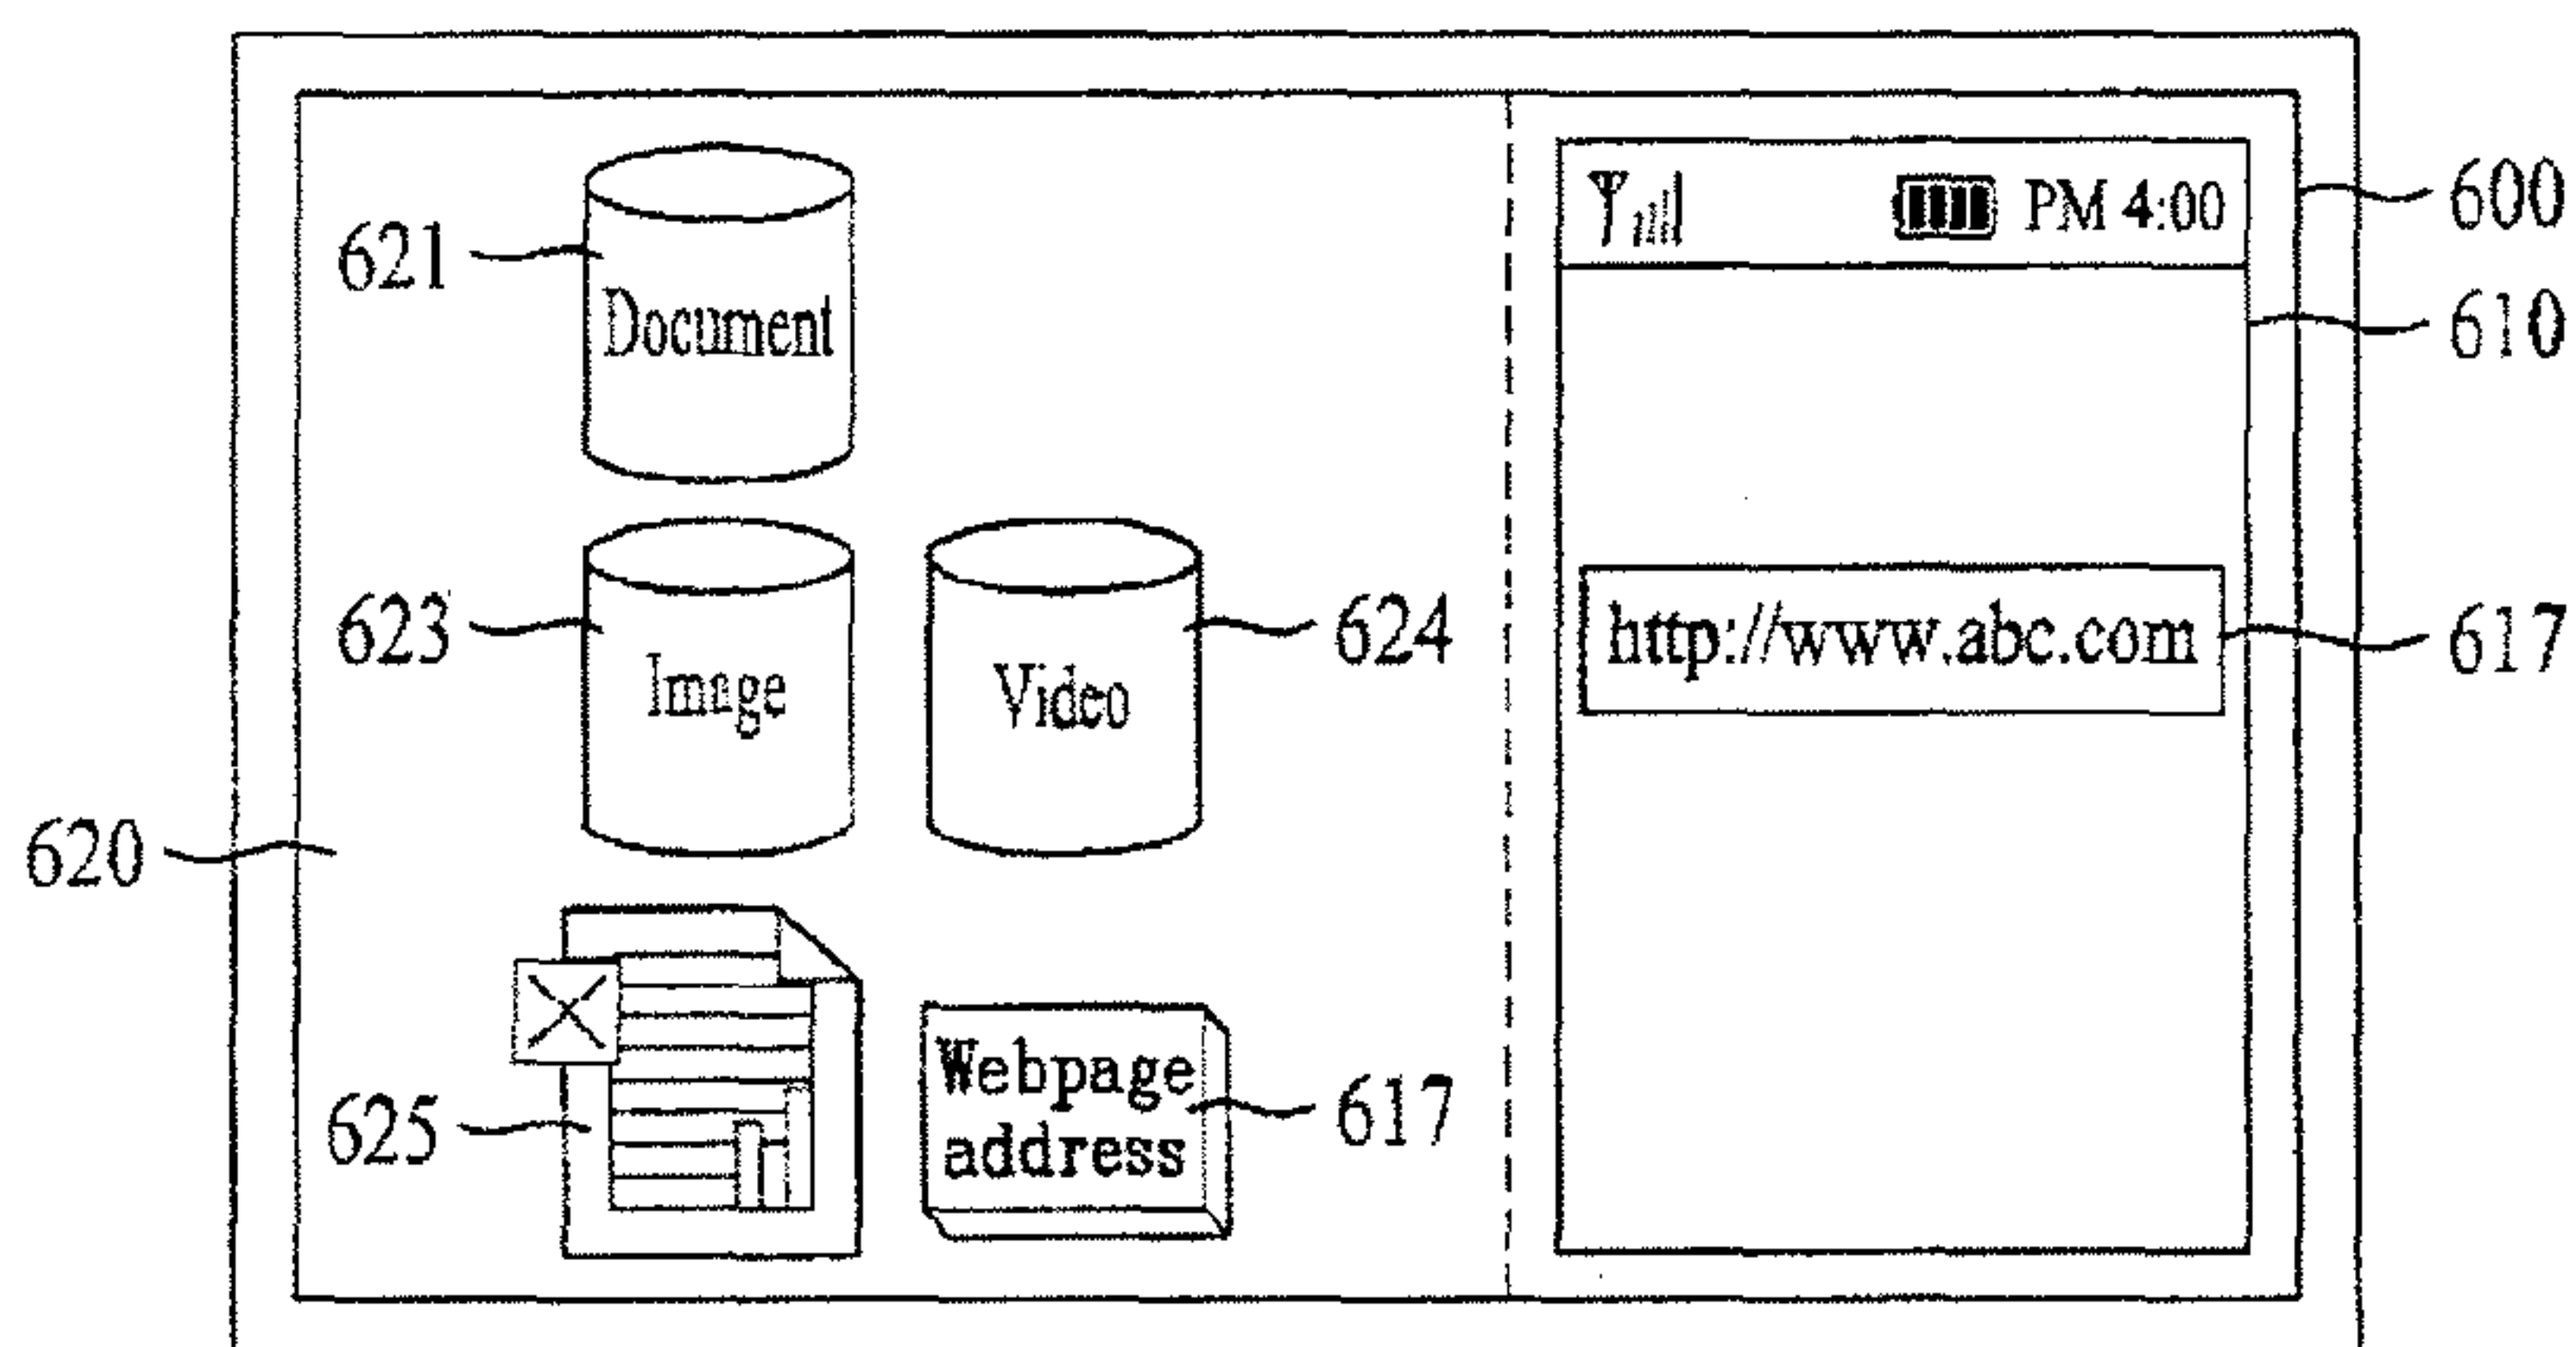 PM 4:00
600
621
Document
610
623
Image
624
Video
http://www.abc.com
617
620
625
Webpage
address
617